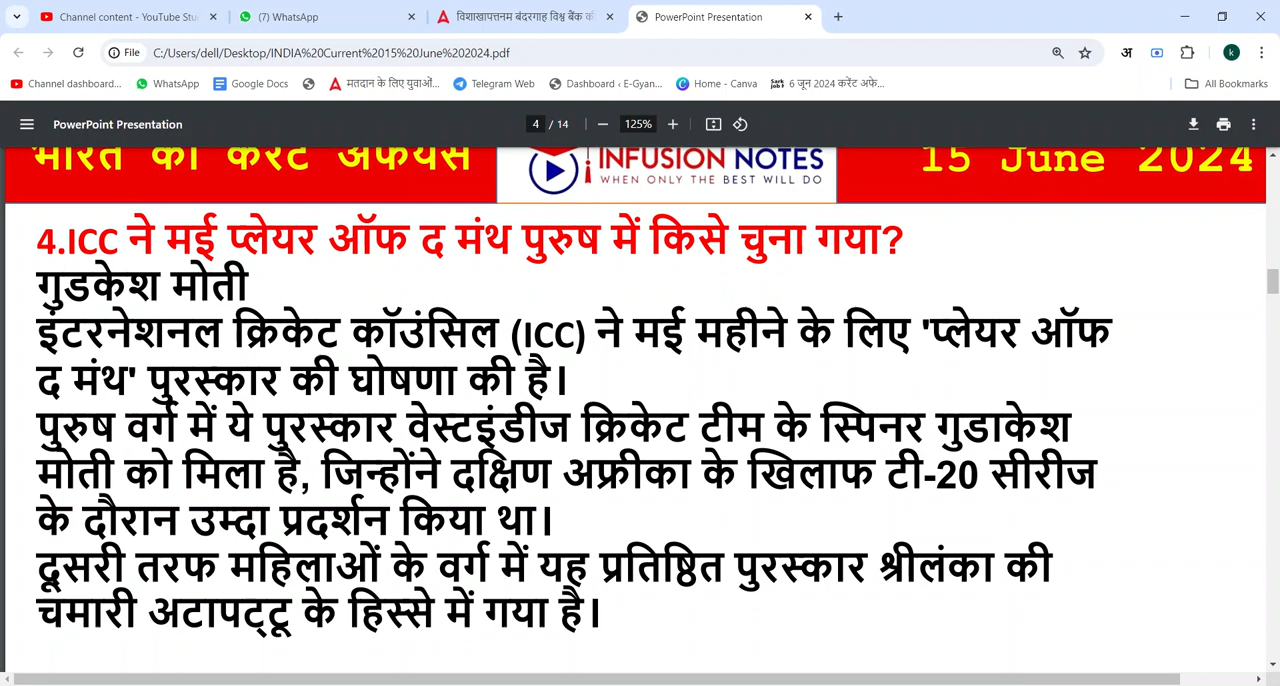 Channel content - YouTube Stu
(7) WhatsApp
विशाखापत्तनम बंदरगाह विश्व बैंक की
PowerPoint Presentation
File C:/Users/dell/Desktop/INDIA%20Current%2015%20June%202024.pdf
अ
k
Channel dashboard...
WhatsApp
Google Docs
मतदान के लिए युवाओं...
Telegram Web
Dashboard ‹ E-Gyan...
Home - Canva
6 जून 2024 करेंट अफे...
All Bookmarks
PowerPoint Presentation
4 / 14
125%
भारत का करेंट अफेयर्स
INFUSION NOTES
WHEN ONLY THE BEST WILL DO
15 June 2024
4.ICC ने मई प्लेयर ऑफ द मंथ पुरुष में किसे चुना गया?
गुडकेश मोती
इंटरनेशनल क्रिकेट कॉउंसिल (ICC) ने मई महीने के लिए 'प्लेयर ऑफ
द मंथ' पुरस्कार की घोषणा की है।
पुरुष वर्ग में ये पुरस्कार वेस्टइंडीज क्रिकेट टीम के स्पिनर गुडाकेश
मोती को मिला है, जिन्होंने दक्षिण अफ्रीका के खिलाफ टी-20 सीरीज
के दौरान उम्दा प्रदर्शन किया था।
दूसरी तरफ महिलाओं के वर्ग में यह प्रतिष्ठित पुरस्कार श्रीलंका की
चमारी अटापट्टू के हिस्से में गया है।